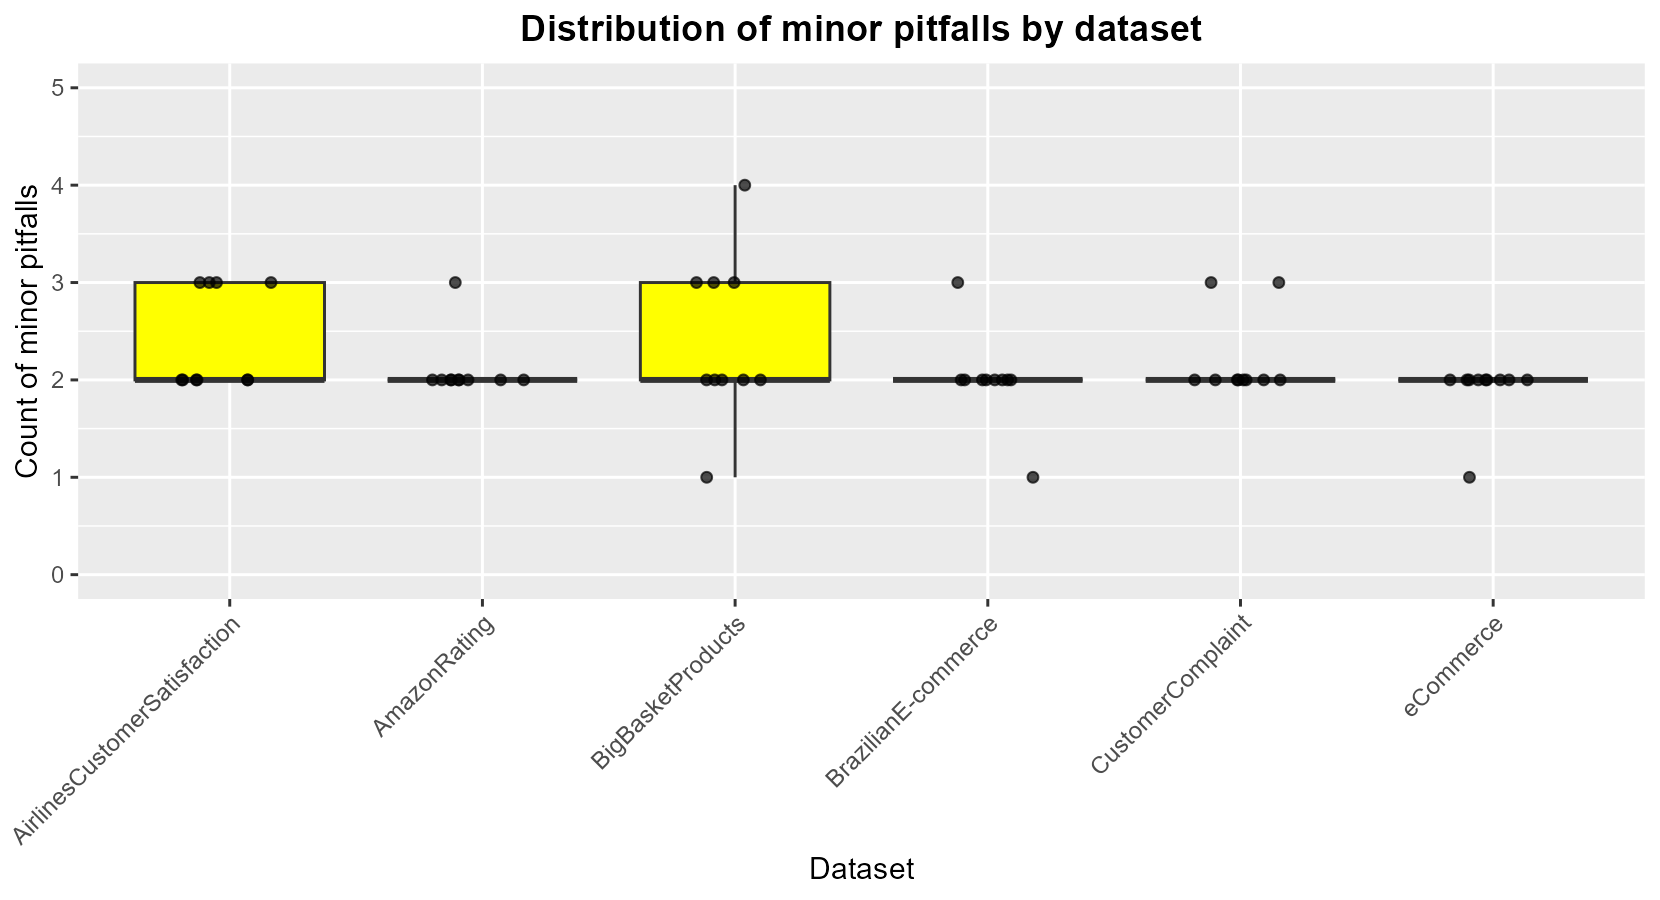 Distribution of minor pitfalls by dataset
Count of minor pitfalls
5
4
3
2
1
0
AirlinesCustomerSatisfaction
AmazonRating
BigBasketProducts
BrazilianE-commerce
CustomerComplaint
eCommerce
Dataset